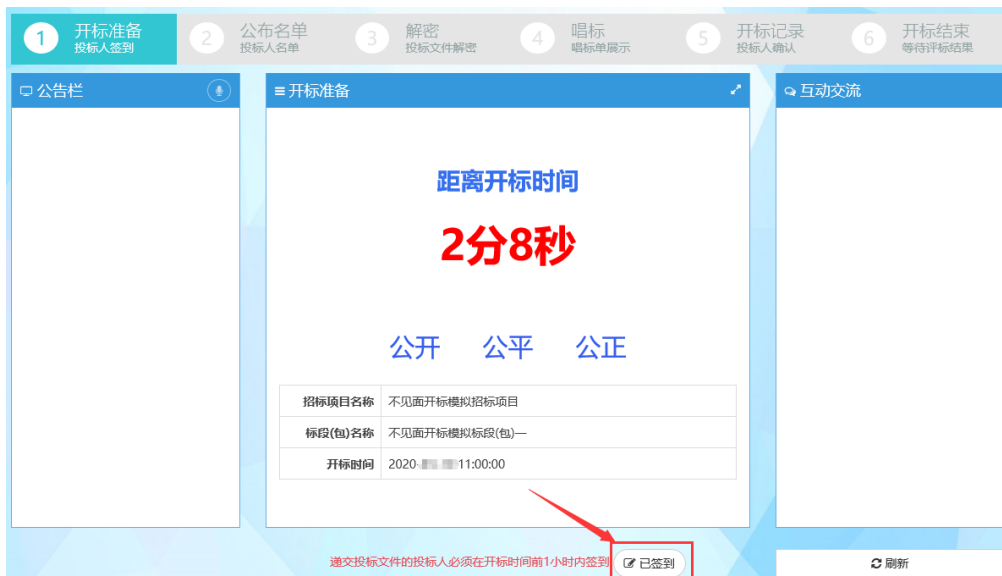 1 开标准备 投标人签到
2 公布名单 投标人名单
3 解密 投标文件解密
4 唱标 唱标单展示
5 开标记录 投标人确认
6 开标结束 等待评标结果
公告栏
开标准备
互动交流
距离开标时间
2分8秒
公开 公平 公正
招标项目名称 不见面开标模拟招标项目
标段(包)名称 不见面开标模拟标段(包)一
开标时间 2020- 11:00:00
递交投标文件的投标人必须在开标时间前1小时内签到 已签到
刷新